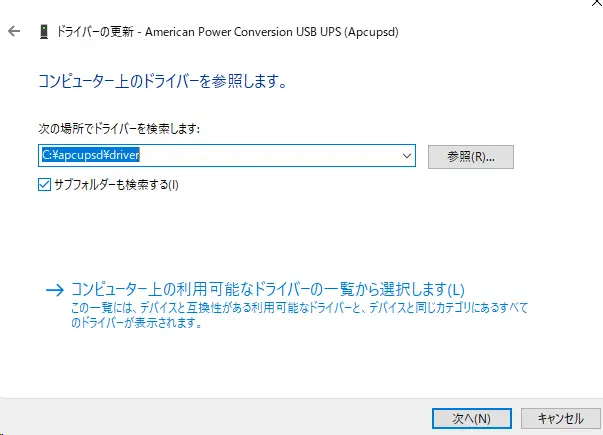 ドライバーの更新 - American Power Conversion USB UPS (Apcupsd)
コンピューター上のドライバーを参照します。
次の場所でドライバーを検索します:
C:¥apcupsd¥driver
参照(R)...
サブフォルダーも検索する(I)
コンピューター上の利用可能なドライバーの一覧から選択します(L)
この一覧には、デバイスと互換性がある利用可能なドライバーと、デバイスと同じカテゴリにあるすべて
のドライバーが表示されます。
次へ(N)
キャンセル